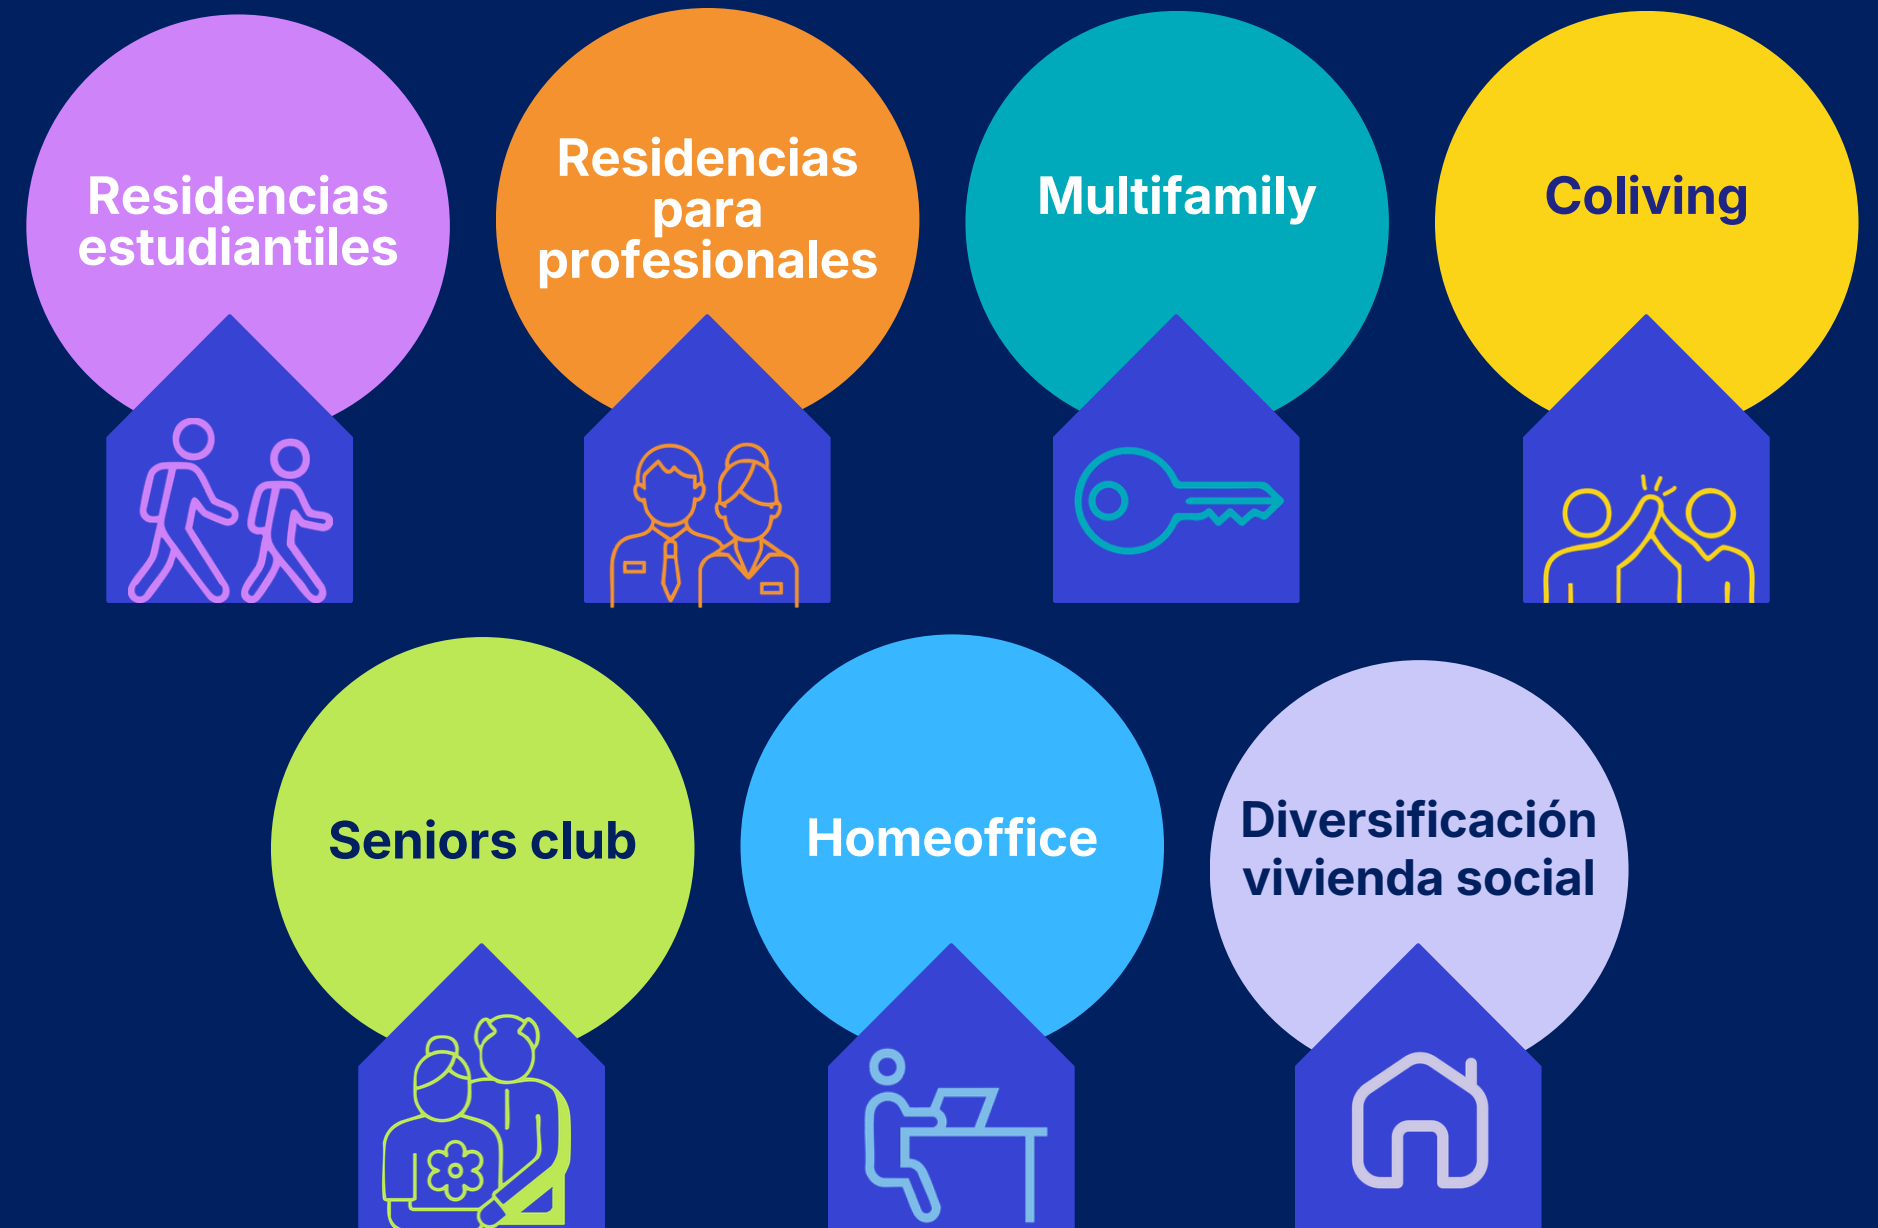 Residencias
estudiantiles
Residencias
para
profesionales
Multifamily
Coliving
Seniors club
Homeoffice
Diversificación
vivienda social